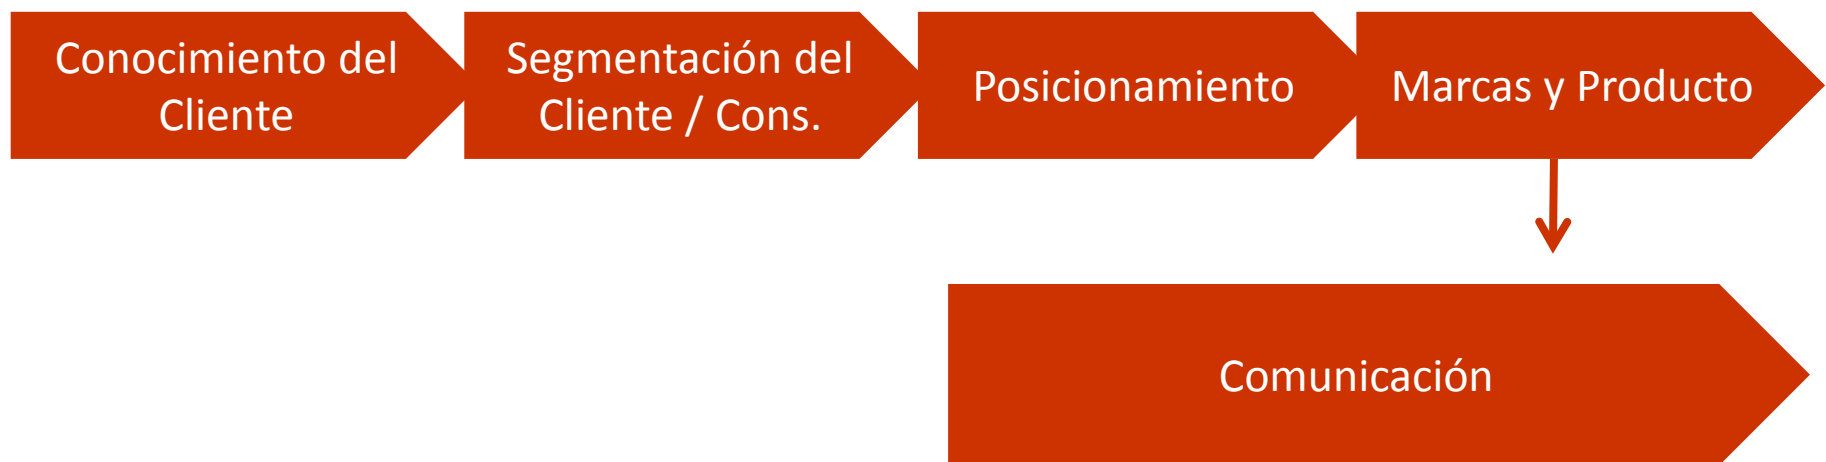 Conocimiento del
Cliente
Segmentación del
Cliente / Cons.
Posicionamiento
Marcas y Producto
Comunicación